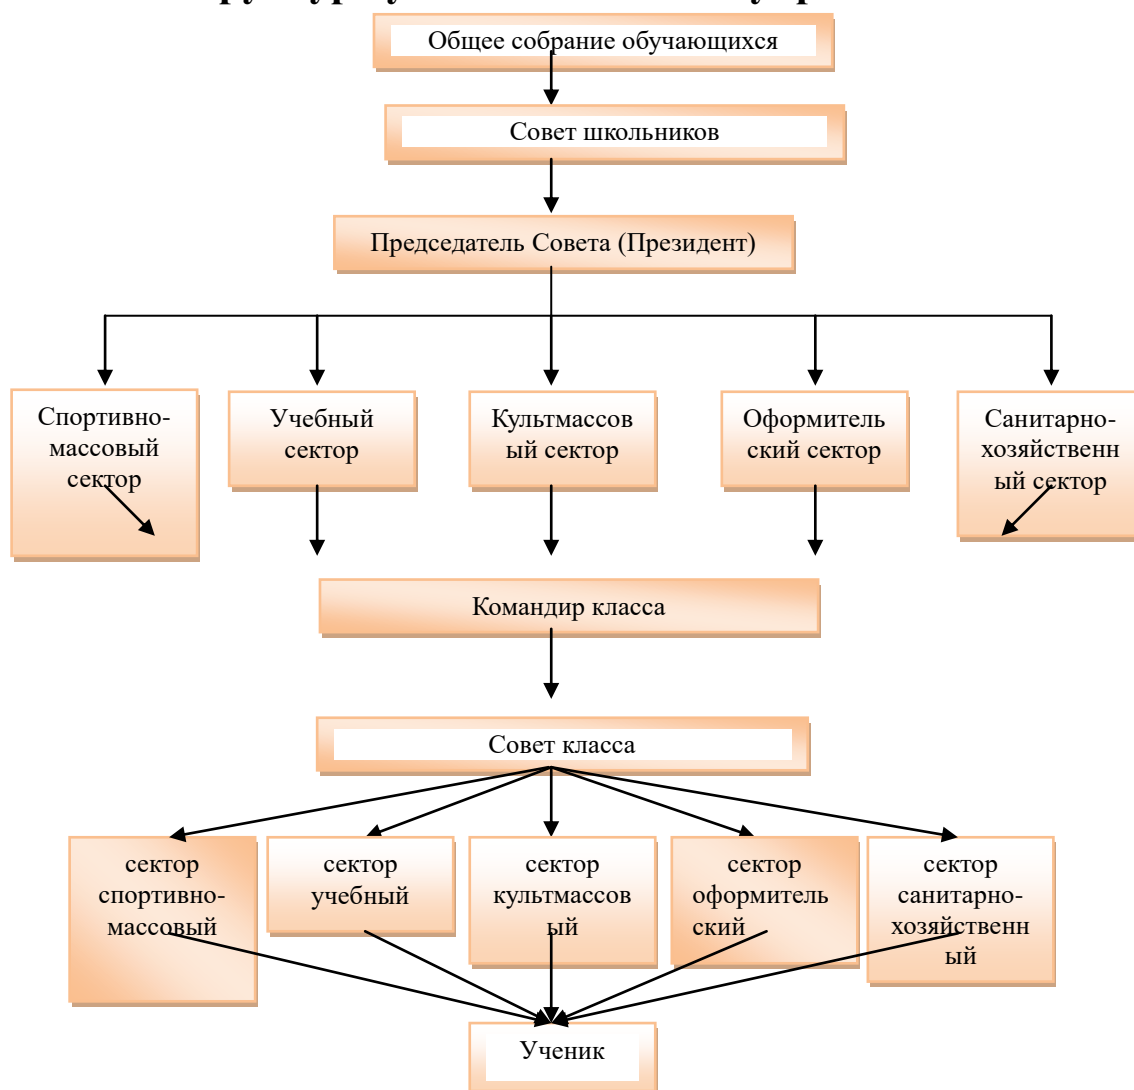 Общее собрание обучающихся
Совет школьников
Председатель Совета (Президент)
Спортивно-
массовый
сектор
Учебный
сектор
Культмассов
ый сектор
Оформитель
ский сектор
Санитарно-
хозяйственн
ый сектор
Командир класса
Совет класса
сектор
спортивно-
массовый
сектор
учебный
сектор
культмассов
ый
сектор
оформитель
ский
сектор
санитарно-
хозяйственн
ый
Ученик